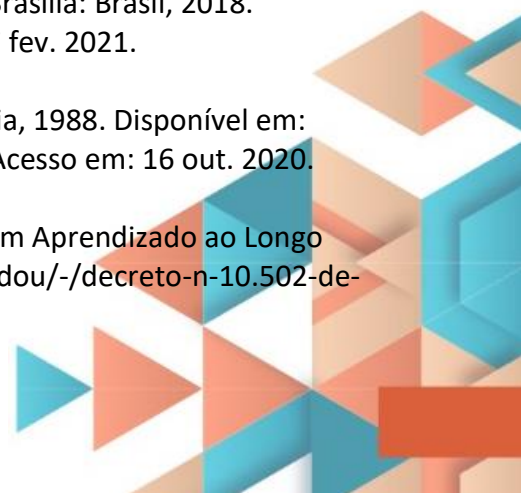 Brasília: Brasil, 2018.
fev. 2021.
ia, 1988. Disponível em:
Acesso em: 16 out. 2020.
m Aprendizado ao Longo
dou/-/decreto-n-10.502-de-